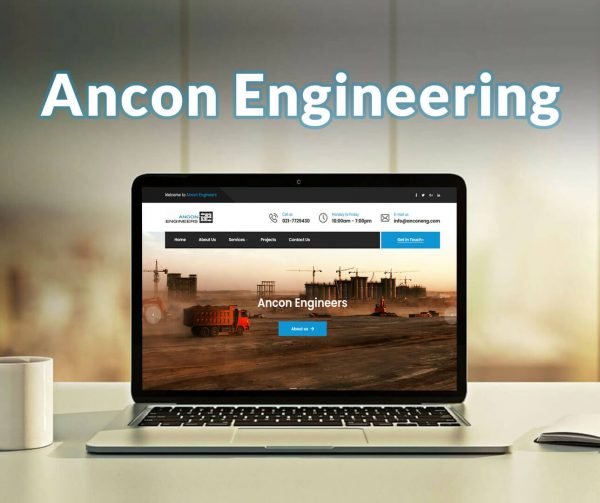 Ancon Engineering
Welcome to Ancon Engineers
ANCON
ENGINEERS
Call us
021-7729430
Monday to Friday
10:00am - 7:00pm
E-mail us
info@anconeng.com
Home About Us Services Projects Contact Us
Get in Touch
Ancon Engineers
About us